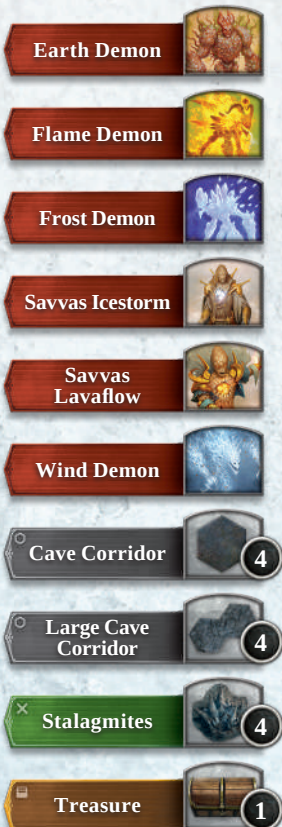 Earth Demon
Flame Demon
Frost Demon
Savvas Icestorm
Savvas
Lavaflow
Wind Demon
Cave Corridor
4
Large Cave
Corridor
4
Stalagmites
4
Treasure
1